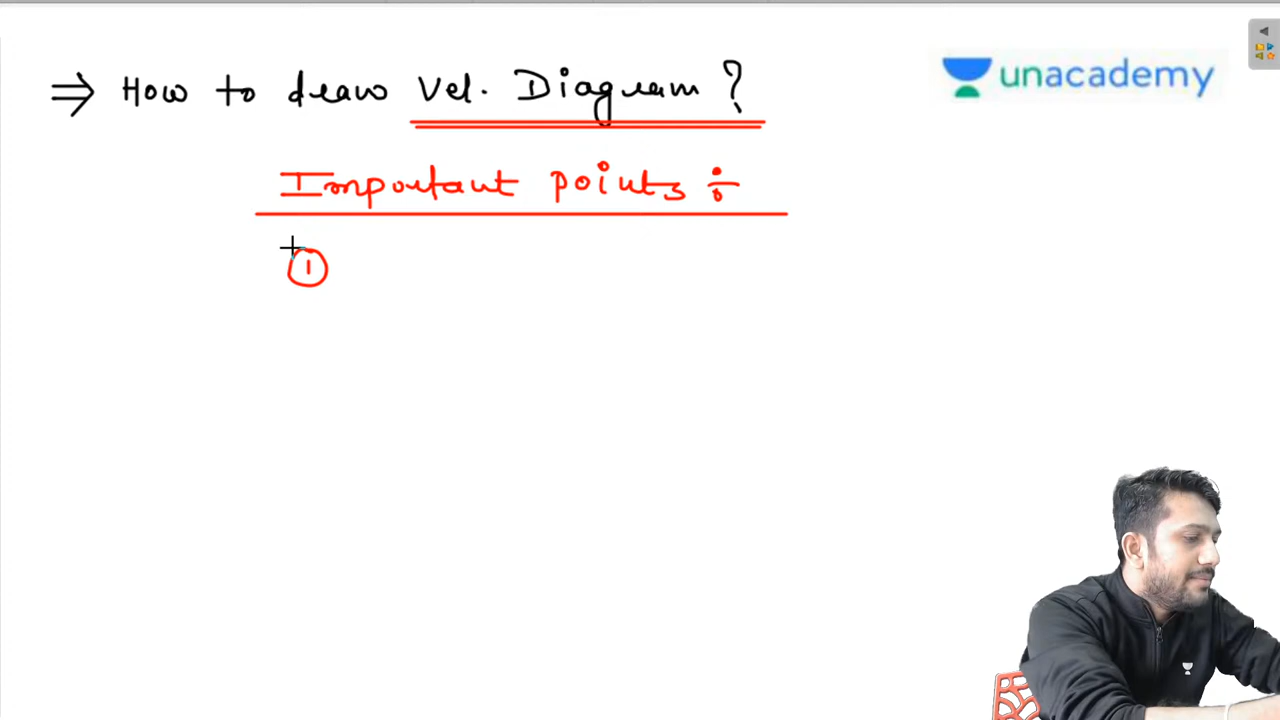 ⇒ How to draw Vel. Diagram ?
unacademy
Important points ÷
①